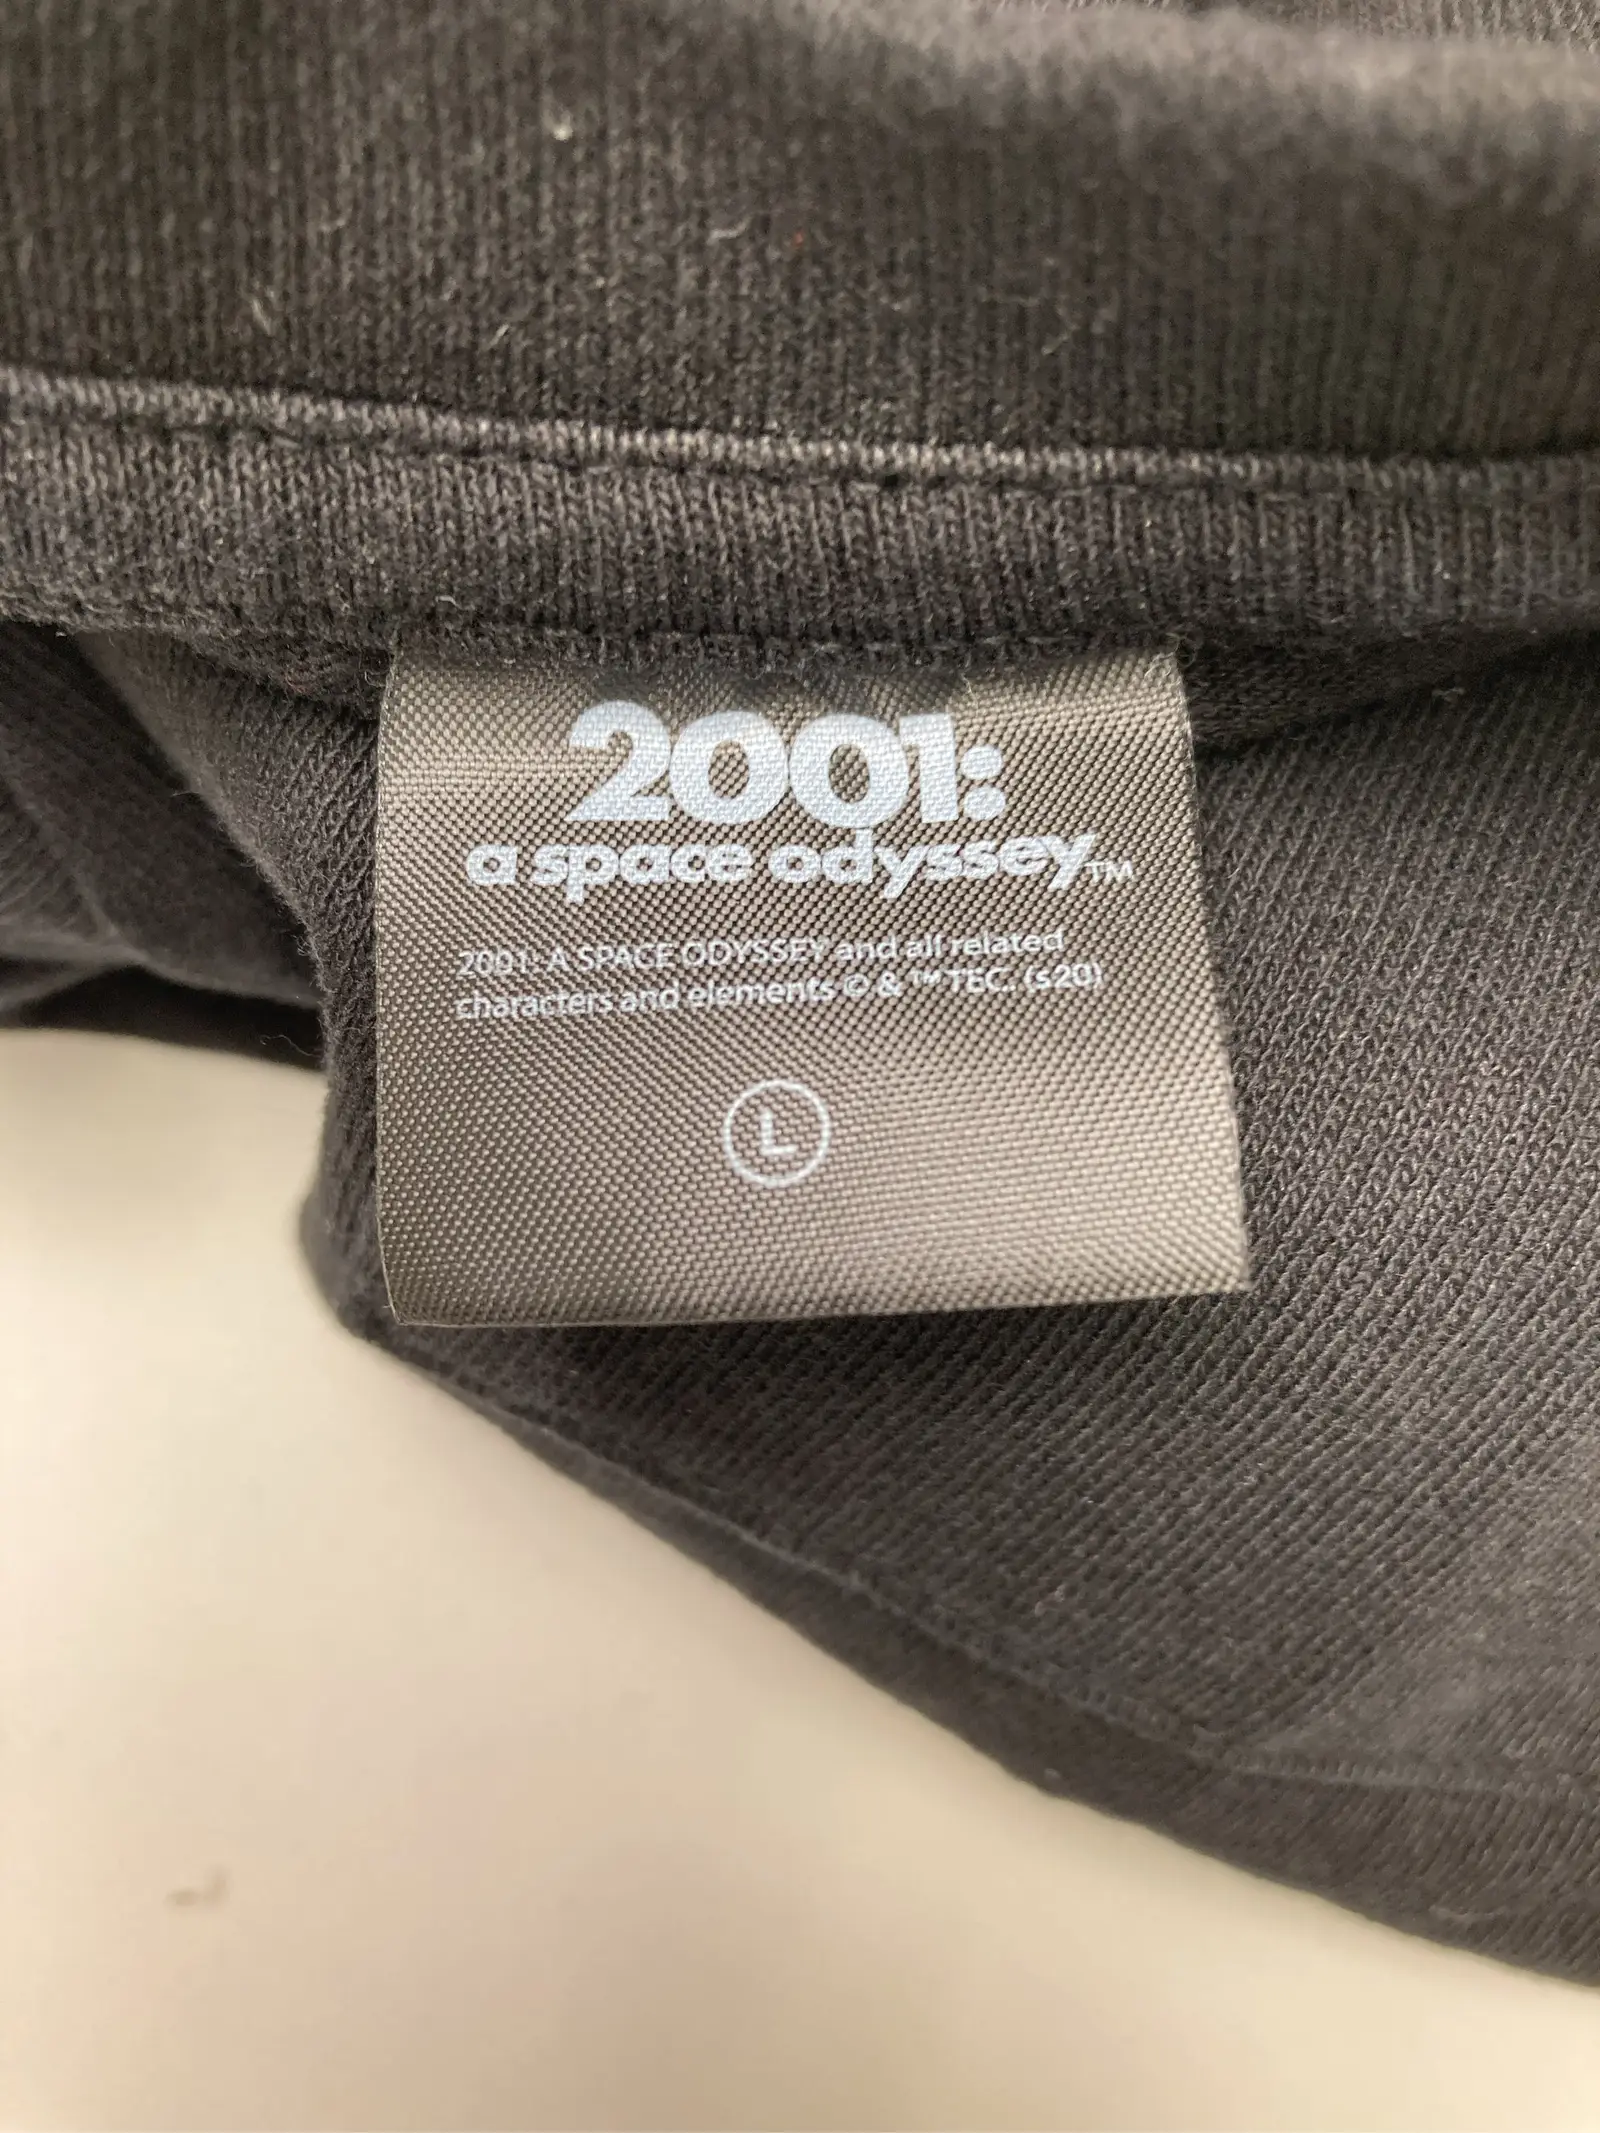 2001:
a space odyssey™
2001: A SPACE ODYSSEY and all related
characters and elements © & ™ TEC. (s20)
L